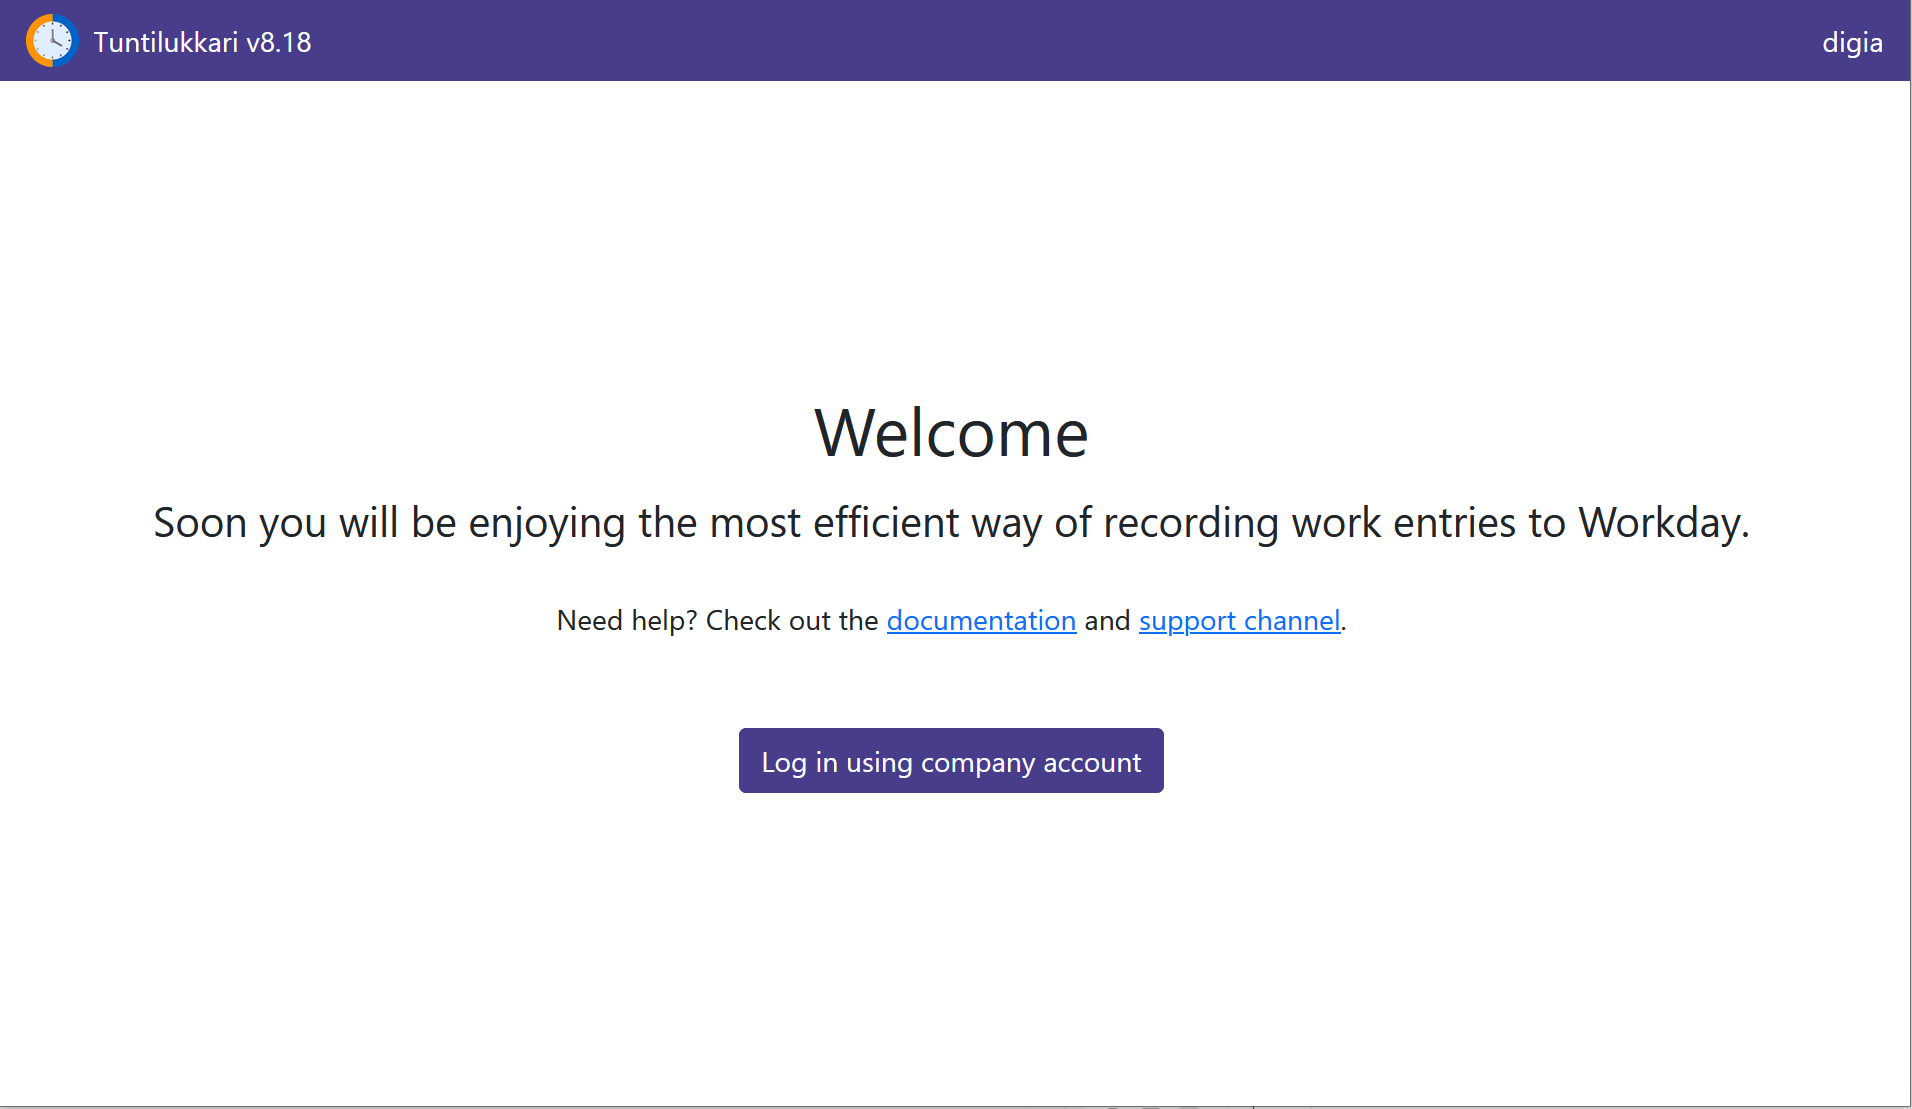 Tuntilukkari v8.18
digia
Welcome
Soon you will be enjoying the most efficient way of recording work entries to Workday.
Need help? Check out the documentation and support channel.
Log in using company account